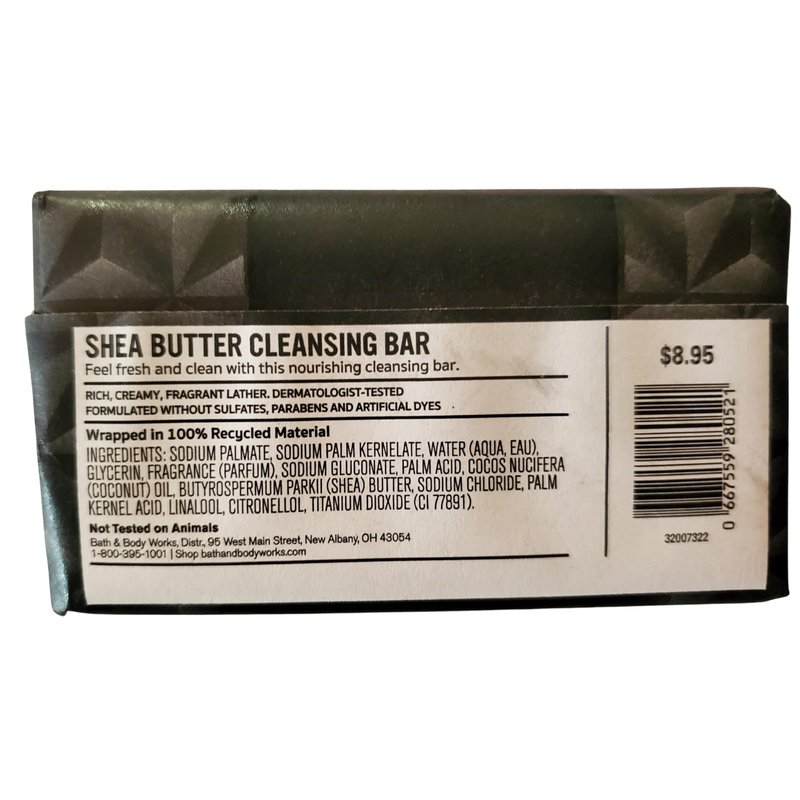 SHEA BUTTER CLEANSING BAR
Feel fresh and clean with this nourishing cleansing bar.
RICH, CREAMY, FRAGRANT LATHER. DERMATOLOGIST-TESTED
FORMULATED WITHOUT SULFATES, PARABENS AND ARTIFICIAL DYES
Wrapped in 100% Recycled Material
INGREDIENTS: SODIUM PALMATE, SODIUM PALM KERNELATE, WATER (AQUA, EAU),
GLYCERIN, FRAGRANCE (PARFUM), SODIUM GLUCONATE, PALM ACID, COCOS NUCIFERA
(COCONUT) OIL, BUTYROSPERMUM PARKII (SHEA) BUTTER, SODIUM CHLORIDE, PALM
KERNEL ACID, LINALOOL, CITRONELLOL, TITANIUM DIOXIDE (CI 77891).
Not Tested on Animals
Bath & Body Works, Distr., 95 West Main Street, New Albany, OH 43054
1-800-395-1001 | Shop bathandbodyworks.com
$8.95
0 667559 280521
32007322